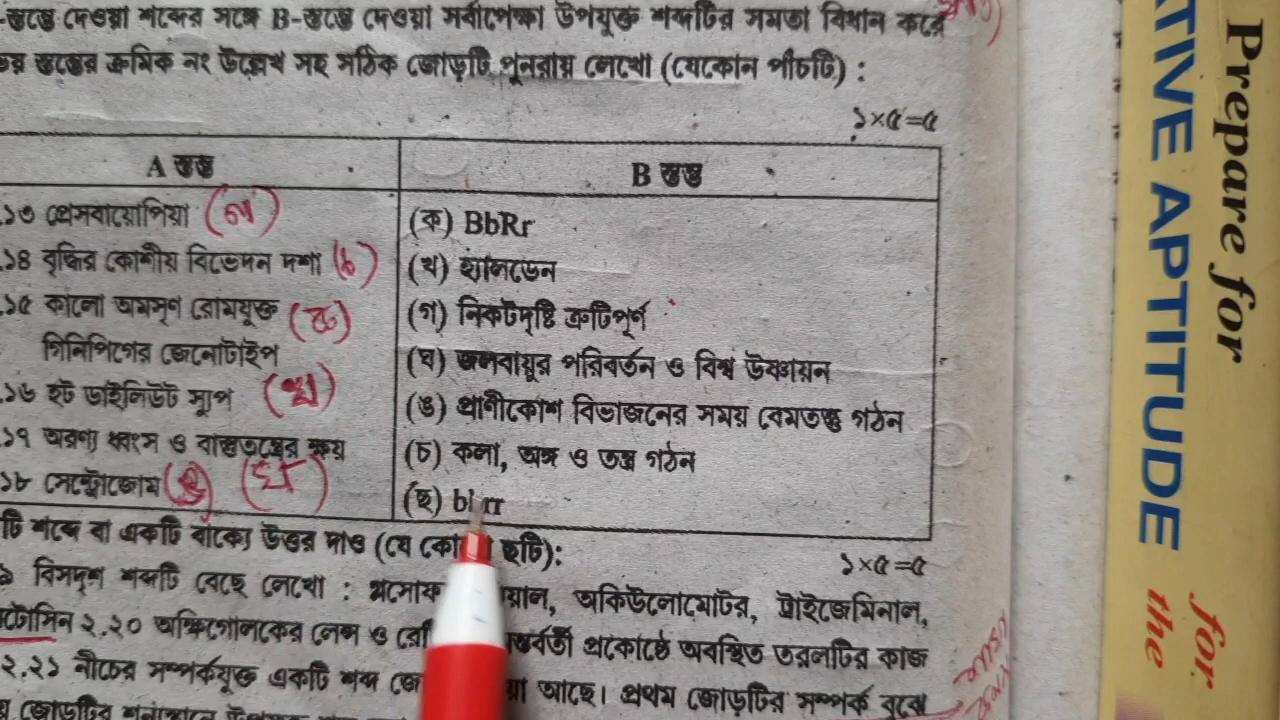 -স্তম্ভে দেওয়া শব্দের সঙ্গে B-স্তম্ভে দেওয়া সর্বাপেক্ষা উপযুক্ত শব্দটির সমতা বিধান করে
স্তম্ভের ক্রমিক নং উল্লেখ সহ সঠিক জোড়টি পুনরায় লেখো (যেকোন পাঁচটি) :
১×৫=৫
A স্তম্ভ
B স্তম্ভ
.১৩ প্রেসবায়োপিয়া (গ)
(ক) BbRr
.১৪ বৃদ্ধির কোশীয় বিভেদন দশা (চ)
(খ) হ্যালডেন
.১৫ কালো অমসৃণ রোমযুক্ত (ক)
(গ) নিকটদৃষ্টি ত্রুটিপূর্ণ
গিনিপিগের জেনোটাইপ
(ঘ) জলবায়ুর পরিবর্তন ও বিশ্ব উষ্ণায়ন
.১৬ হট ডাইলিউট স্যুপ (খ)
(ঙ) প্রাণীকোশ বিভাজনের সময় বেমতন্তু গঠন
.১৭ অরণ্য ধ্বংস ও বাস্তুতন্ত্রের ক্ষয়
(চ) কলা, অঙ্গ ও তন্ত্র গঠন
.১৮ সেন্ট্রোজোম (ঙ) (ঘ)
(ছ) bbrr
টি শব্দে বা একটি বাক্যে উত্তর দাও (যে কো ছটি):
১×৫=৫
৯ বিসদৃশ শব্দটি বেছে লেখো : অকিউলোমোটর, ট্রাইজেমিনাল,
২.২০ অক্ষিগোলকের লেন্স ও প্রকোষ্ঠে অবস্থিত তরলটির কাজ
২.২১ নীচের সম্পর্কযুক্ত একটি শব্দ আছে। প্রথম জোড়টির সম্পর্ক বুঝে
Prepare for
TIVE APTITUDE
for
the